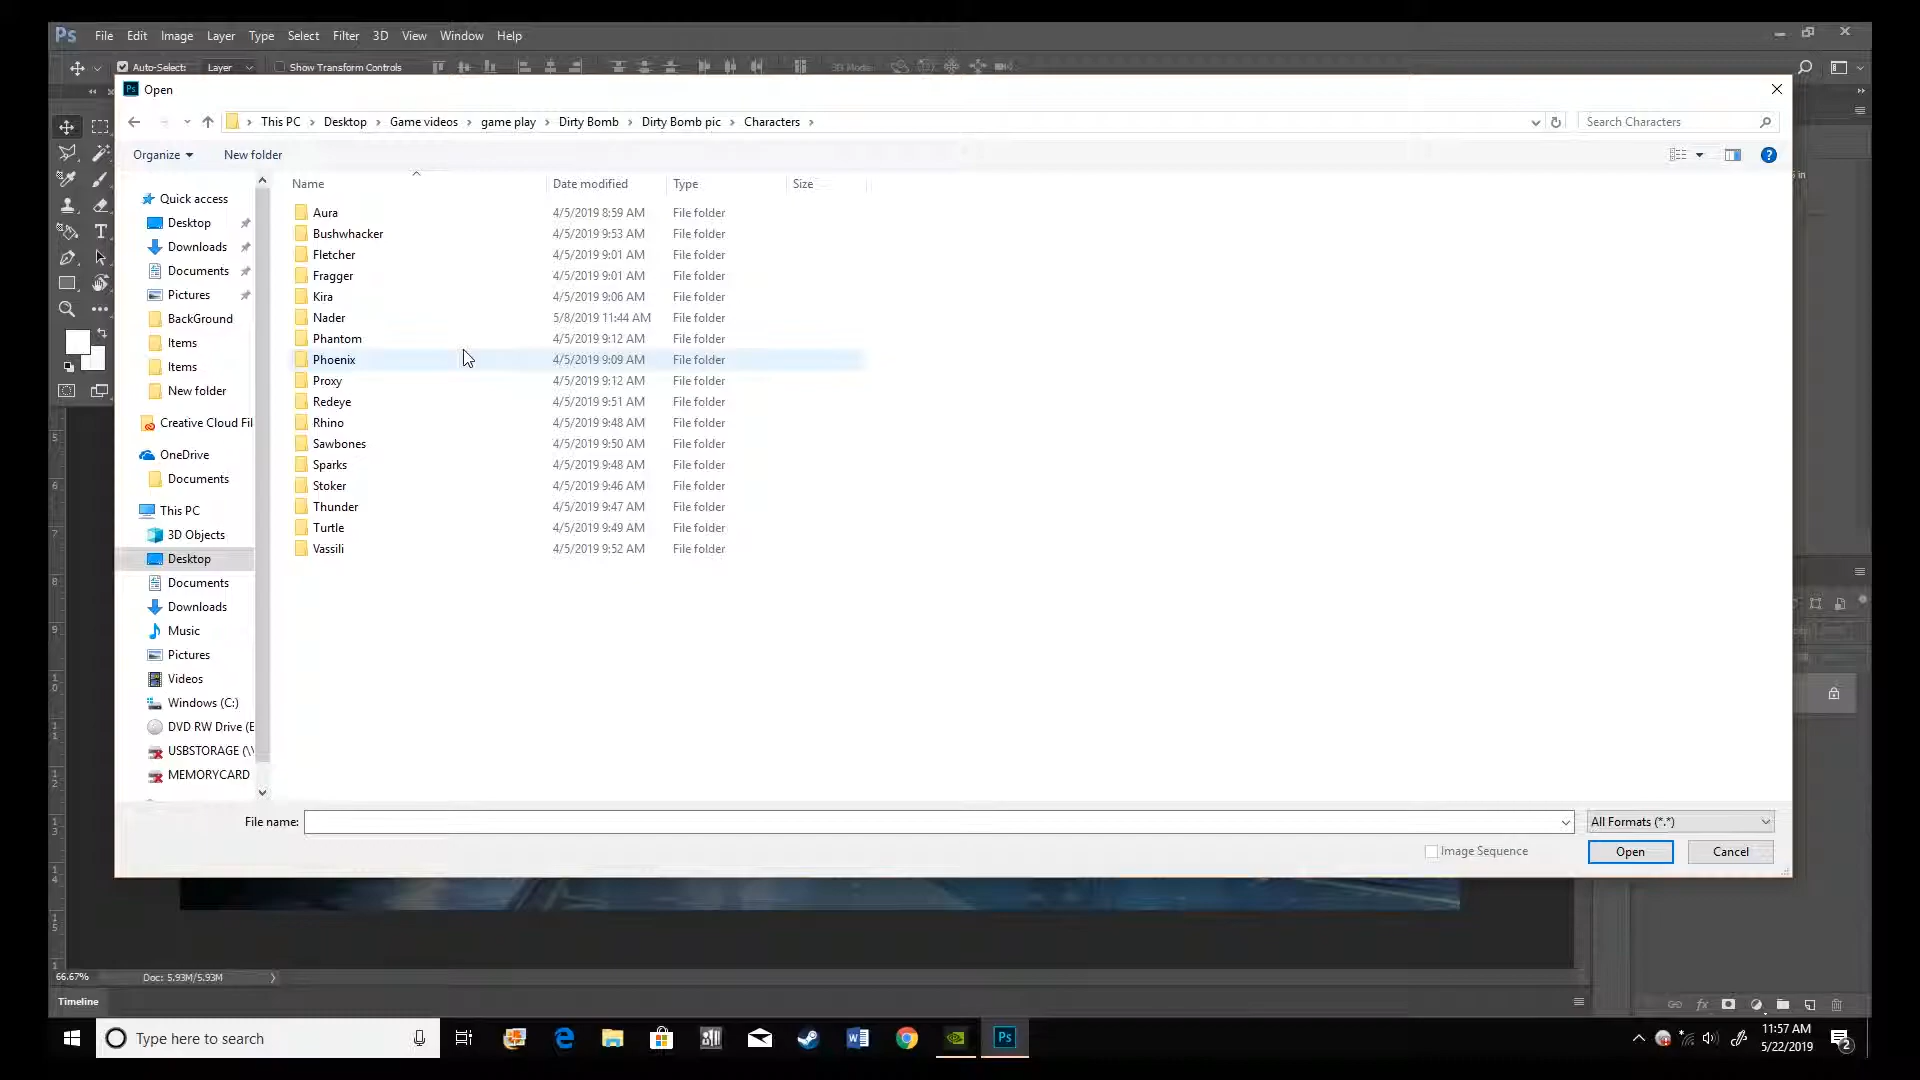 Ps File Edit Image Layer Type Select Filter 3D View Window Help
Auto-Select: Layer Show Transform Controls
Ps Open
This PC Desktop Game videos game play Dirty Bomb Dirty Bomb pic Characters Search Characters
Organize New folder
Name Date modified Type Size
Quick access
Desktop
Downloads
Documents
Pictures
BackGround
Items
Items
New folder
Creative Cloud Fil
OneDrive
Documents
This PC
3D Objects
Desktop
Documents
Downloads
Music
Pictures
Videos
Windows (C:)
DVD RW Drive (E
USBSTORAGE (\\
MEMORYCARD
Aura 4/5/2019 8:59 AM File folder
Bushwhacker 4/5/2019 9:53 AM File folder
Fletcher 4/5/2019 9:01 AM File folder
Fragger 4/5/2019 9:01 AM File folder
Kira 4/5/2019 9:06 AM File folder
Nader 5/8/2019 11:44 AM File folder
Phantom 4/5/2019 9:12 AM File folder
Phoenix 4/5/2019 9:09 AM File folder
Proxy 4/5/2019 9:12 AM File folder
Redeye 4/5/2019 9:51 AM File folder
Rhino 4/5/2019 9:48 AM File folder
Sawbones 4/5/2019 9:50 AM File folder
Sparks 4/5/2019 9:48 AM File folder
Stoker 4/5/2019 9:46 AM File folder
Thunder 4/5/2019 9:47 AM File folder
Turtle 4/5/2019 9:49 AM File folder
Vassili 4/5/2019 9:52 AM File folder
File name: All Formats (*.*)
Image Sequence Open Cancel
66.67% Doc: 5.93M/5.93M
Timeline
Type here to search
11:57 AM
5/22/2019
2